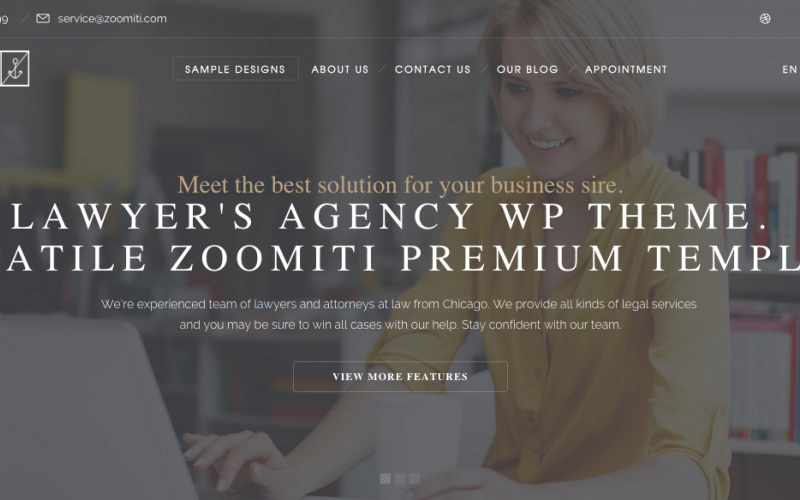 99 service@zoomiti.com
SAMPLE DESIGNS ABOUT US CONTACT US OUR BLOG APPOINTMENT EN
Meet the best solution for your business sire.
LAWYER'S AGENCY WP THEME.
ATILE ZOOMITI PREMIUM TEMPL
We're experienced team of lawyers and attorneys at law from Chicago. We provide all kinds of legal services
and you may be sure to win all cases with our help. Stay confident with our team.
VIEW MORE FEATURES